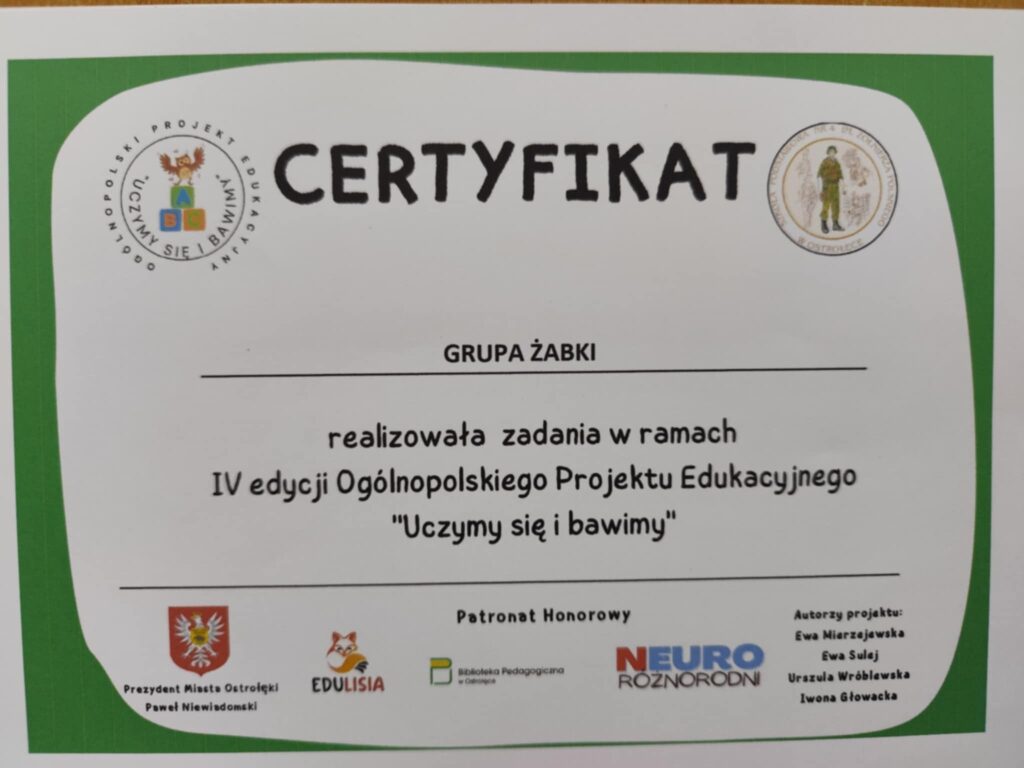 OGÓLNOPOLSKI PROJEKT EDUKACYJNY
"UCZYMY SIĘ I BAWIMY"
A
B C
CERTYFIKAT
W OSTROŁĘCE
GRUPA ŻABKI
realizowała zadania w ramach
IV edycji Ogólnopolskiego Projektu Edukacyjnego
"Uczymy się i bawimy"
Patronat Honorowy
Prezydent Miasta Ostrołęki
Paweł Niewiadomski
EDULISIA
Biblioteka Pedagogiczna
w Ostrołęce
NEURO
RÓŻNORODNI
Autorzy projektu:
Ewa Mierzejewska
Ewa Sulej
Urszula Wróblewska
Iwona Głowacka